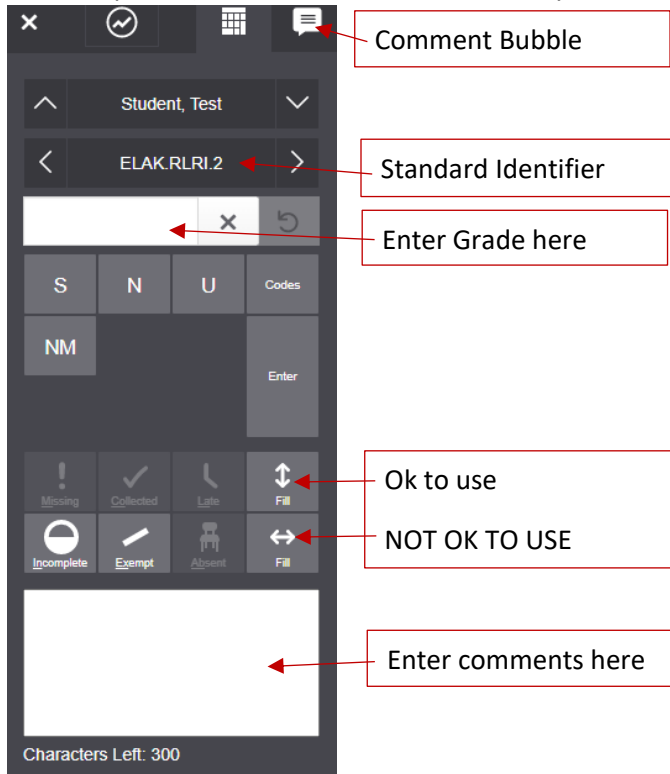 Comment Bubble
Student, Test
ELAK.RLRI.2
Standard Identifier
Enter Grade here
S N U Codes
NM
Enter
Missing Collected Late Fill
Ok to use
Incomplete Exempt Absent Fill
NOT OK TO USE
Enter comments here
Characters Left: 300